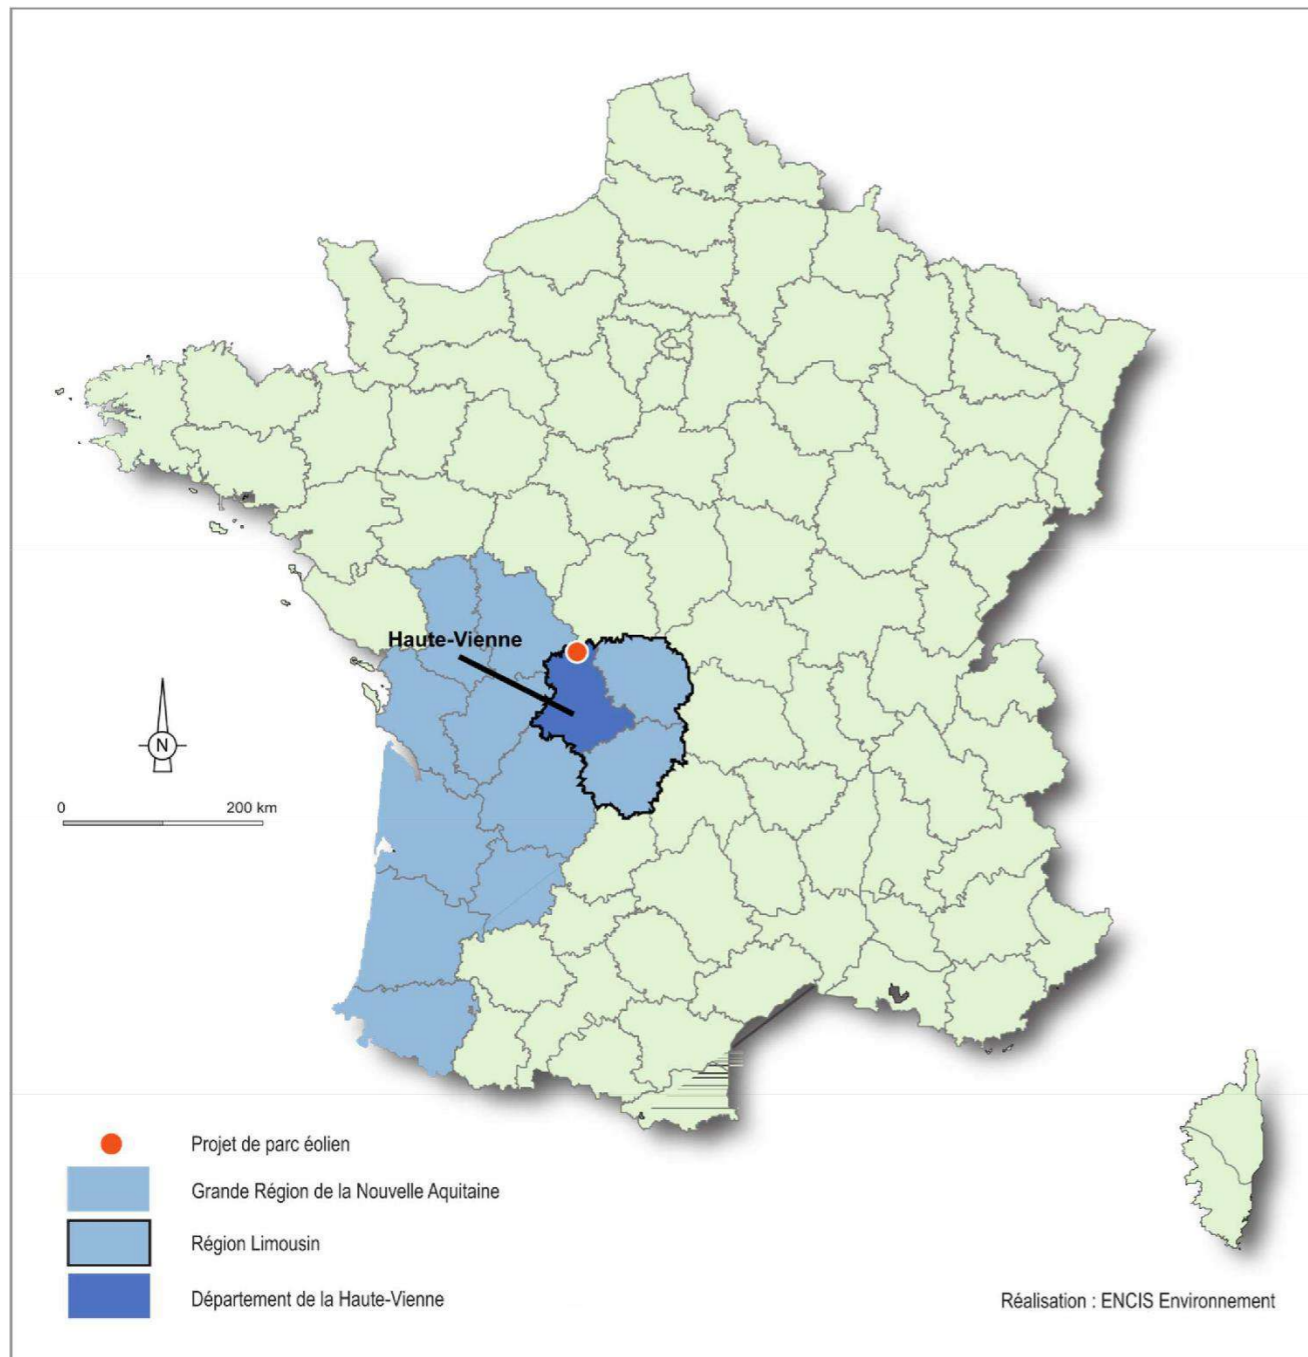 Haute-Vienne
N
0 200 km
Projet de parc éolien
Grande Région de la Nouvelle Aquitaine
Région Limousin
Département de la Haute-Vienne
Réalisation : ENCIS Environnement